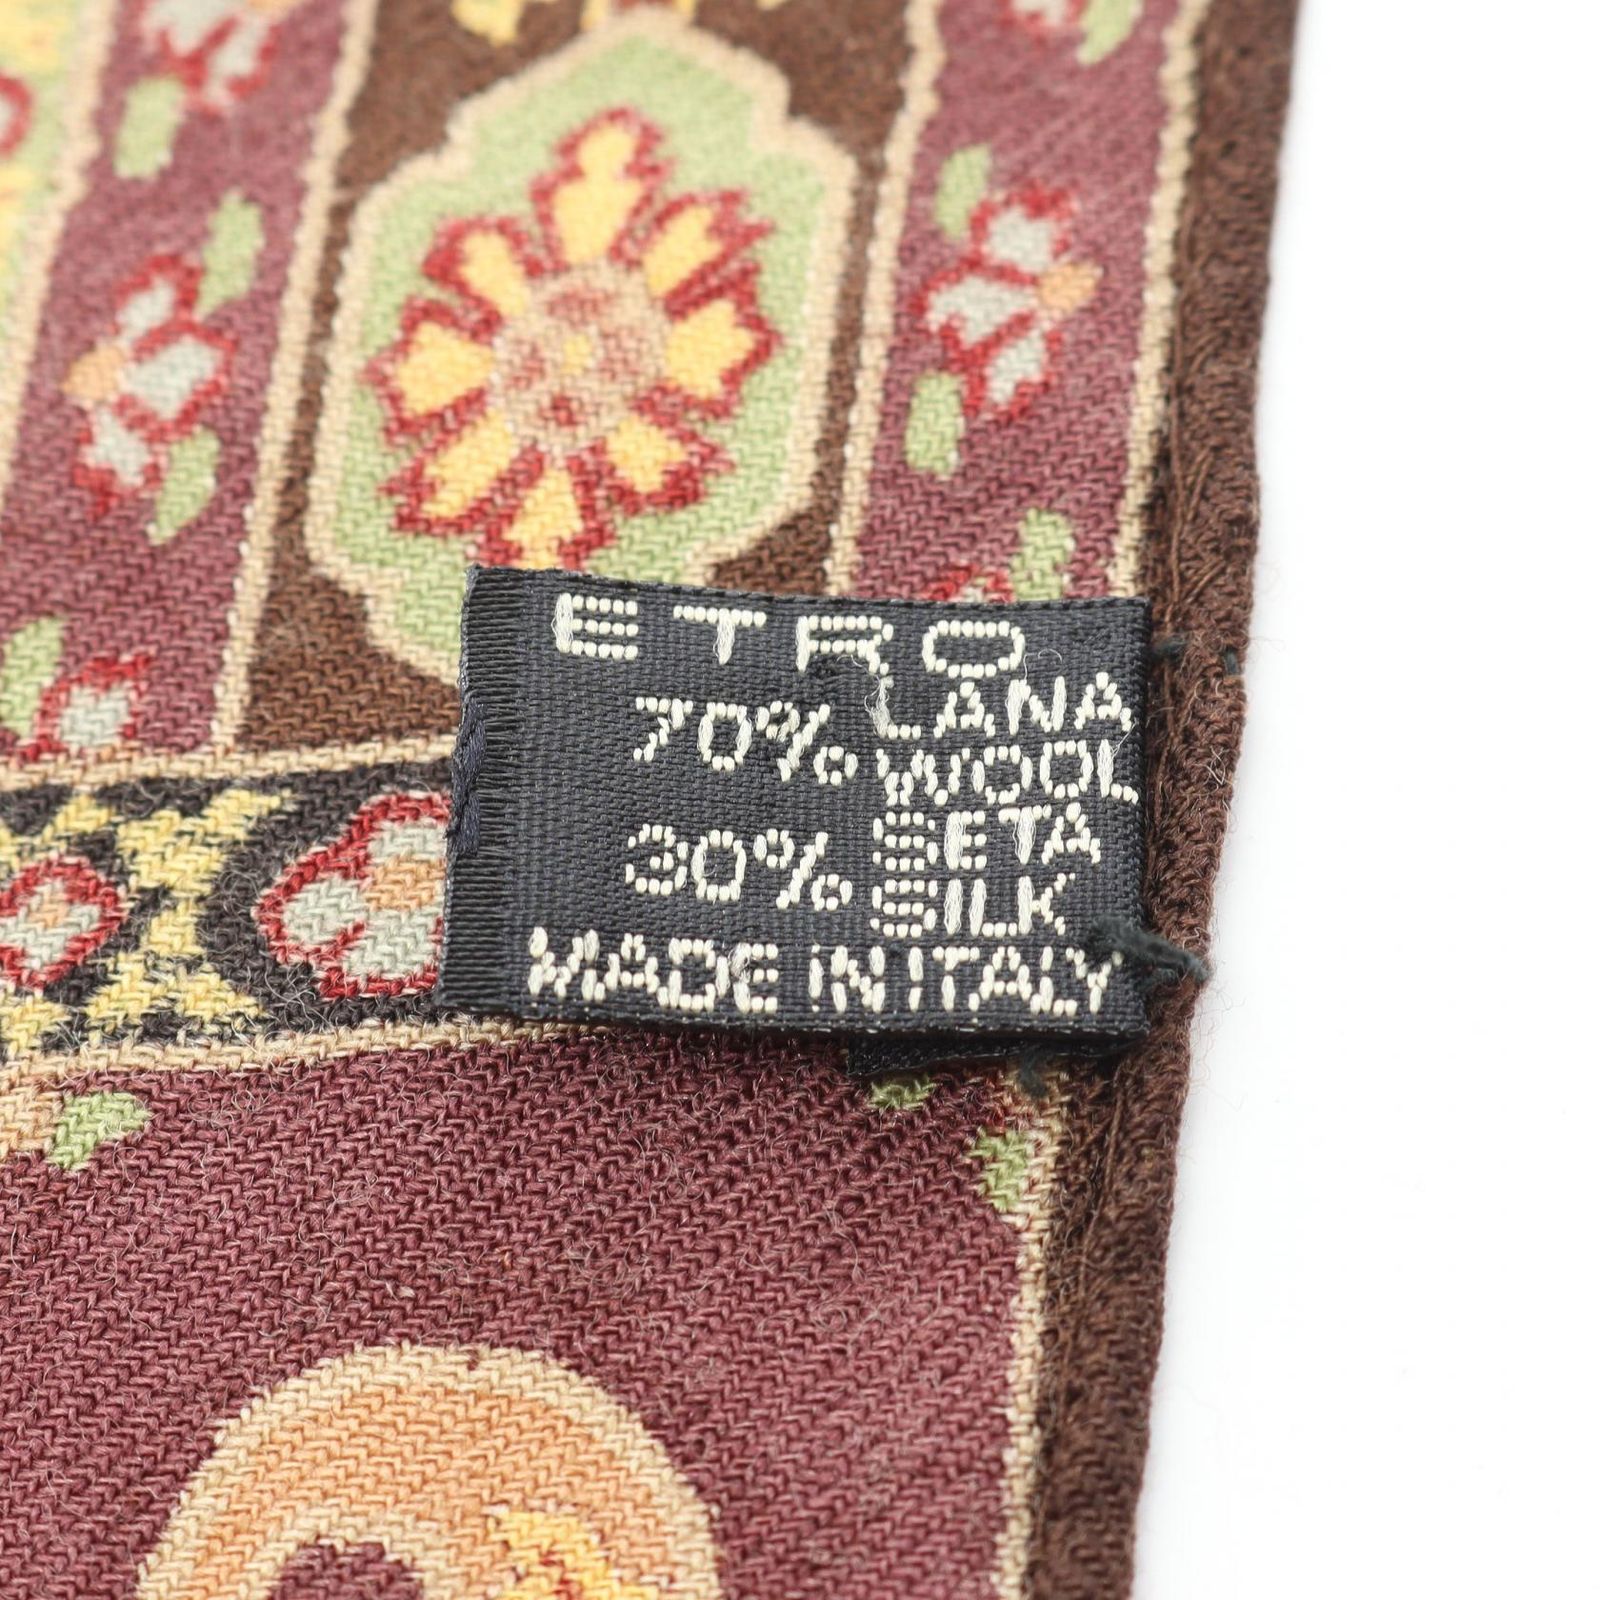 ETRO
LANA
70% WOOL
SETA
30% SILK
MADE IN ITALY